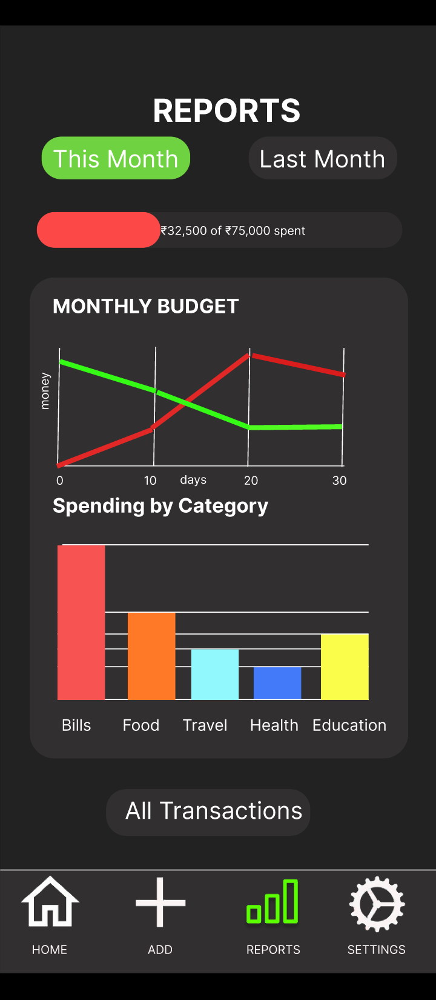 REPORTS
This Month
Last Month
₹32,500 of ₹75,000 spent
MONTHLY BUDGET
money
0 10 days 20 30
Spending by Category
Bills Food Travel Health Education
All Transactions
HOME ADD REPORTS SETTINGS